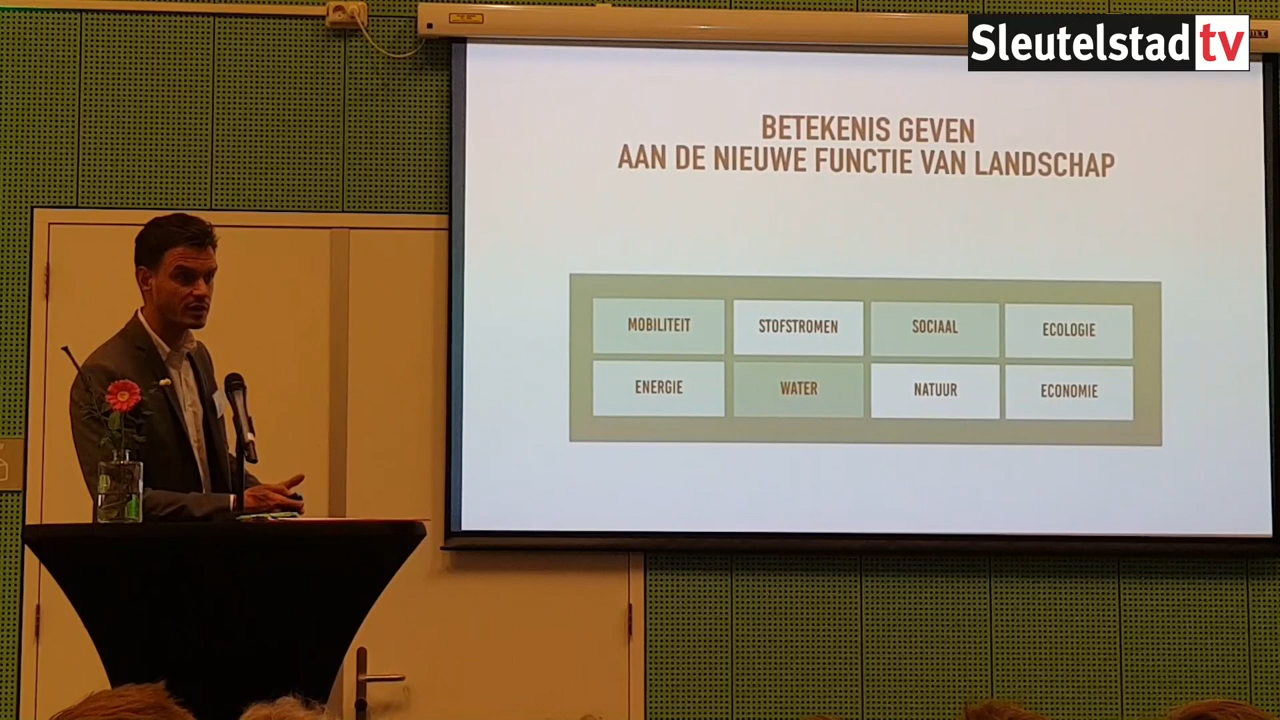 Sleutelstad tv
BETEKENIS GEVEN
AAN DE NIEUWE FUNCTIE VAN LANDSCHAP
MOBILITEIT STOFSTROMEN SOCIAAL ECOLOGIE
ENERGIE WATER NATUUR ECONOMIE